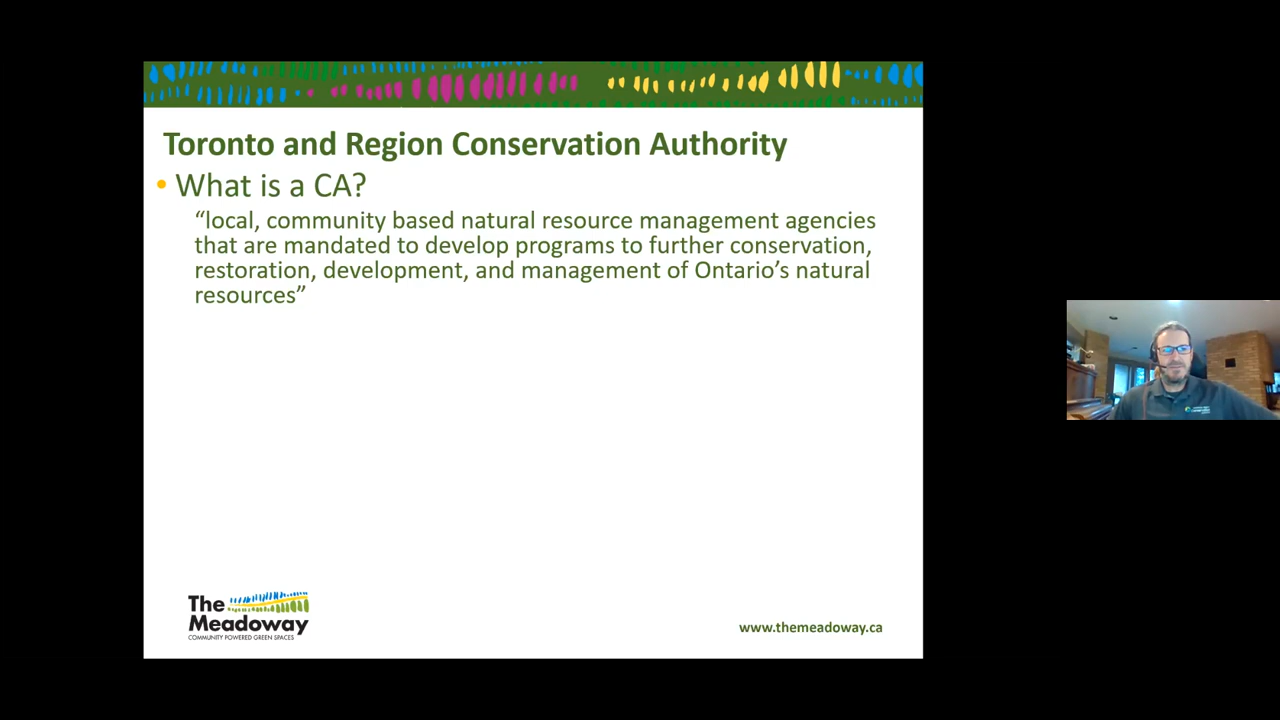 Toronto and Region Conservation Authority
• What is a CA?
“local, community based natural resource management agencies
that are mandated to develop programs to further conservation,
restoration, development, and management of Ontario’s natural
resources”
The
Meadoway
COMMUNITY POWERED GREEN SPACES
www.themeadoway.ca